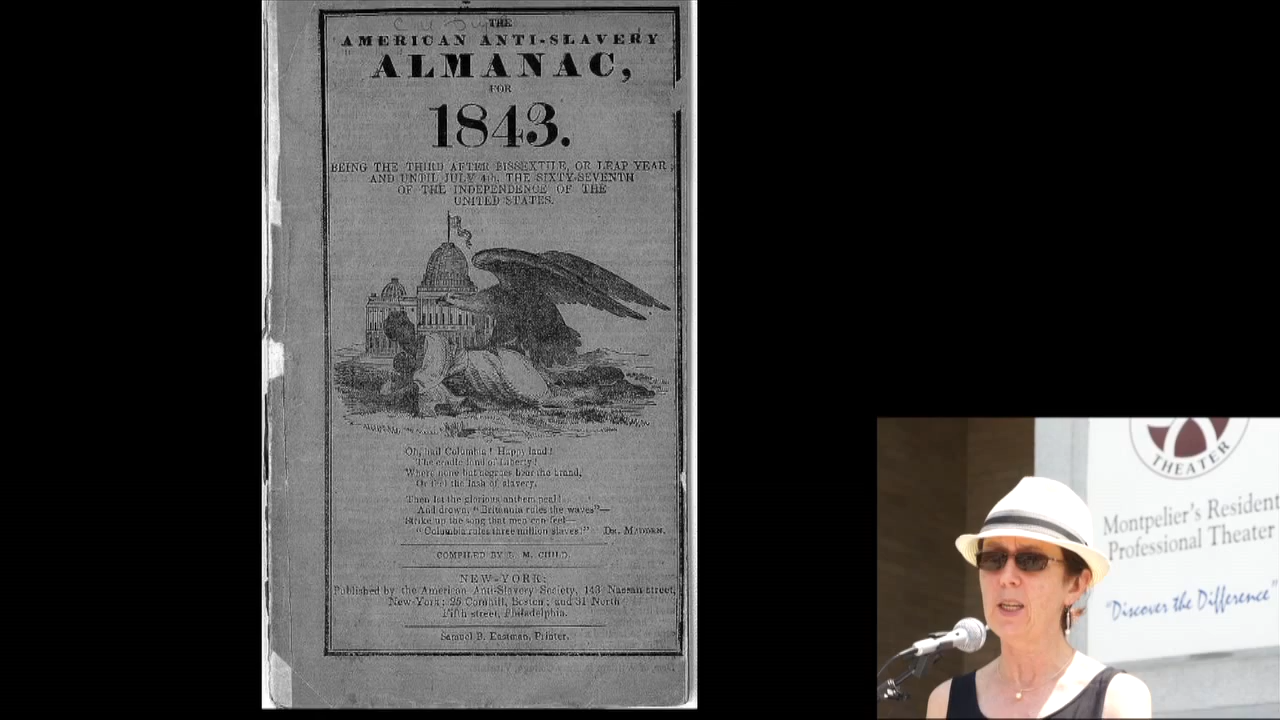 THE
AMERICAN ANTI-SLAVERY
ALMANAC,
FOR
1843.
BEING THE THIRD AFTER BISSEXTILE, OR LEAP YEAR;
AND UNTIL JULY 4th, THE SIXTY-SEVENTH
OF THE INDEPENDENCE OF THE
UNITED STATES.
Oh, hail Columbia! Happy land!
The cradle land of Liberty!
Where none but negroes bear the brand,
Or feel the lash of slavery.
Then let the glorious anthem peal!
And drown, "Britannia rules the waves"—
Strike up the song that men can feel—
"Columbia rules three million slaves!" DR. MADDEN.
COMPILED BY L. M. CHILD.
NEW-YORK:
Published by the American Anti-Slavery Society, 143 Nassau street,
New-York; 25 Cornhill, Boston; and 31 North
Fifth street, Philadelphia.
Samuel B. Eastman, Printer.
THEATER
Montpelier's Resident
Professional Theater
"Discover the Difference"